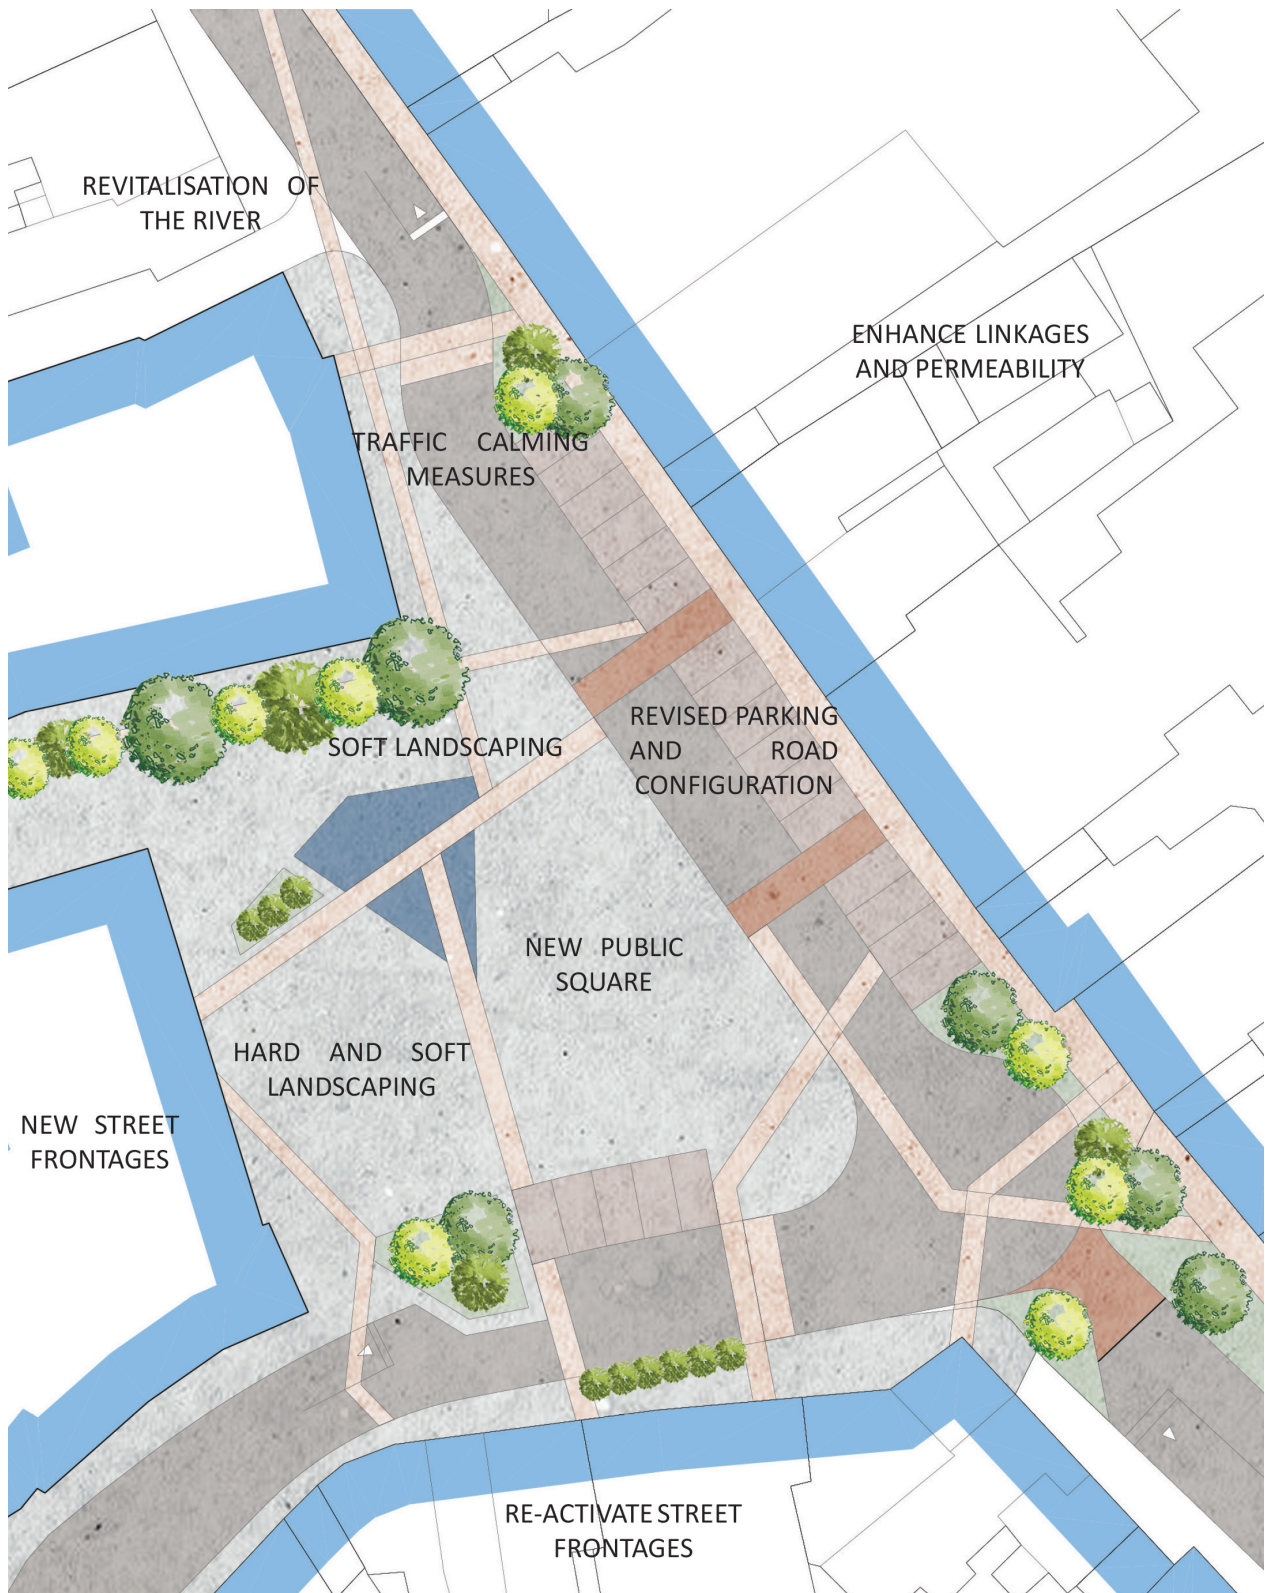 REVITALISATION OF
THE RIVER
ENHANCE LINKAGES
AND PERMEABILITY
TRAFFIC CALMING
MEASURES
REVISED PARKING
AND ROAD
CONFIGURATION
SOFT LANDSCAPING
NEW PUBLIC
SQUARE
HARD AND SOFT
LANDSCAPING
NEW STREET
FRONTAGES
RE-ACTIVATE STREET
FRONTAGES